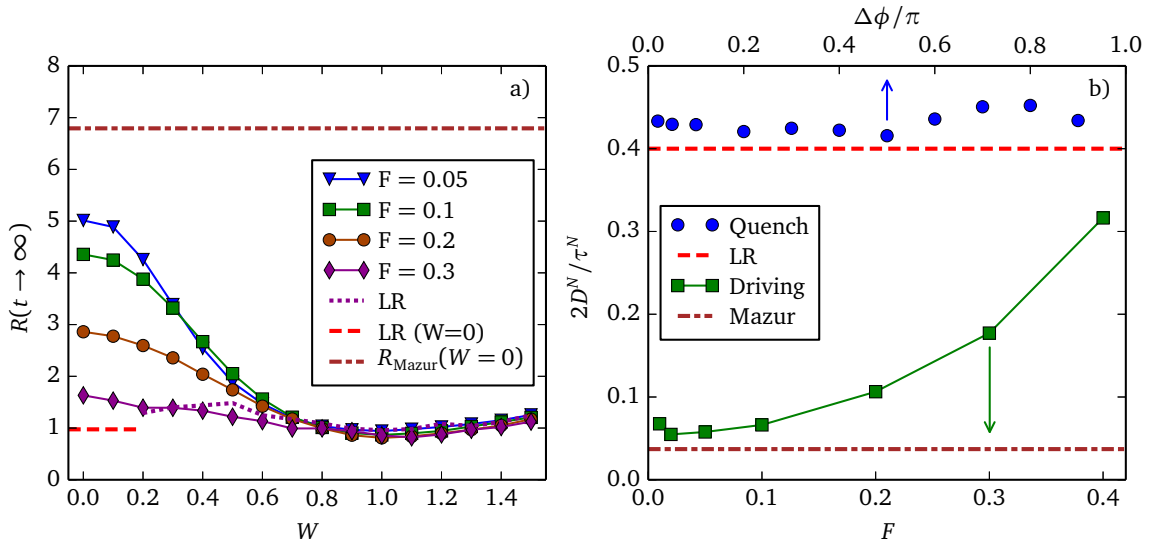 a)
8
7
6
5
4
3
2
1
0
R(t → ∞)
F = 0.05
F = 0.1
F = 0.2
F = 0.3
LR
LR (W=0)
R_Mazur(W = 0)
0.0 0.2 0.4 0.6 0.8 1.0 1.2 1.4
W
Δϕ/π
0.0 0.2 0.4 0.6 0.8 1.0
b)
0.5
0.4
0.3
0.2
0.1
0.0
2D^N/τ^N
Quench
LR
Driving
Mazur
0.0 0.1 0.2 0.3 0.4
F